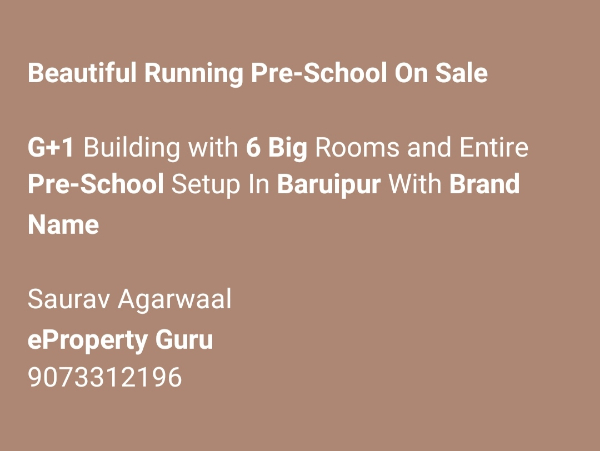 Beautiful Running Pre-School On Sale
G+1 Building with 6 Big Rooms and Entire
Pre-School Setup In Baruipur With Brand
Name
Saurav Agarwaal
eProperty Guru
9073312196